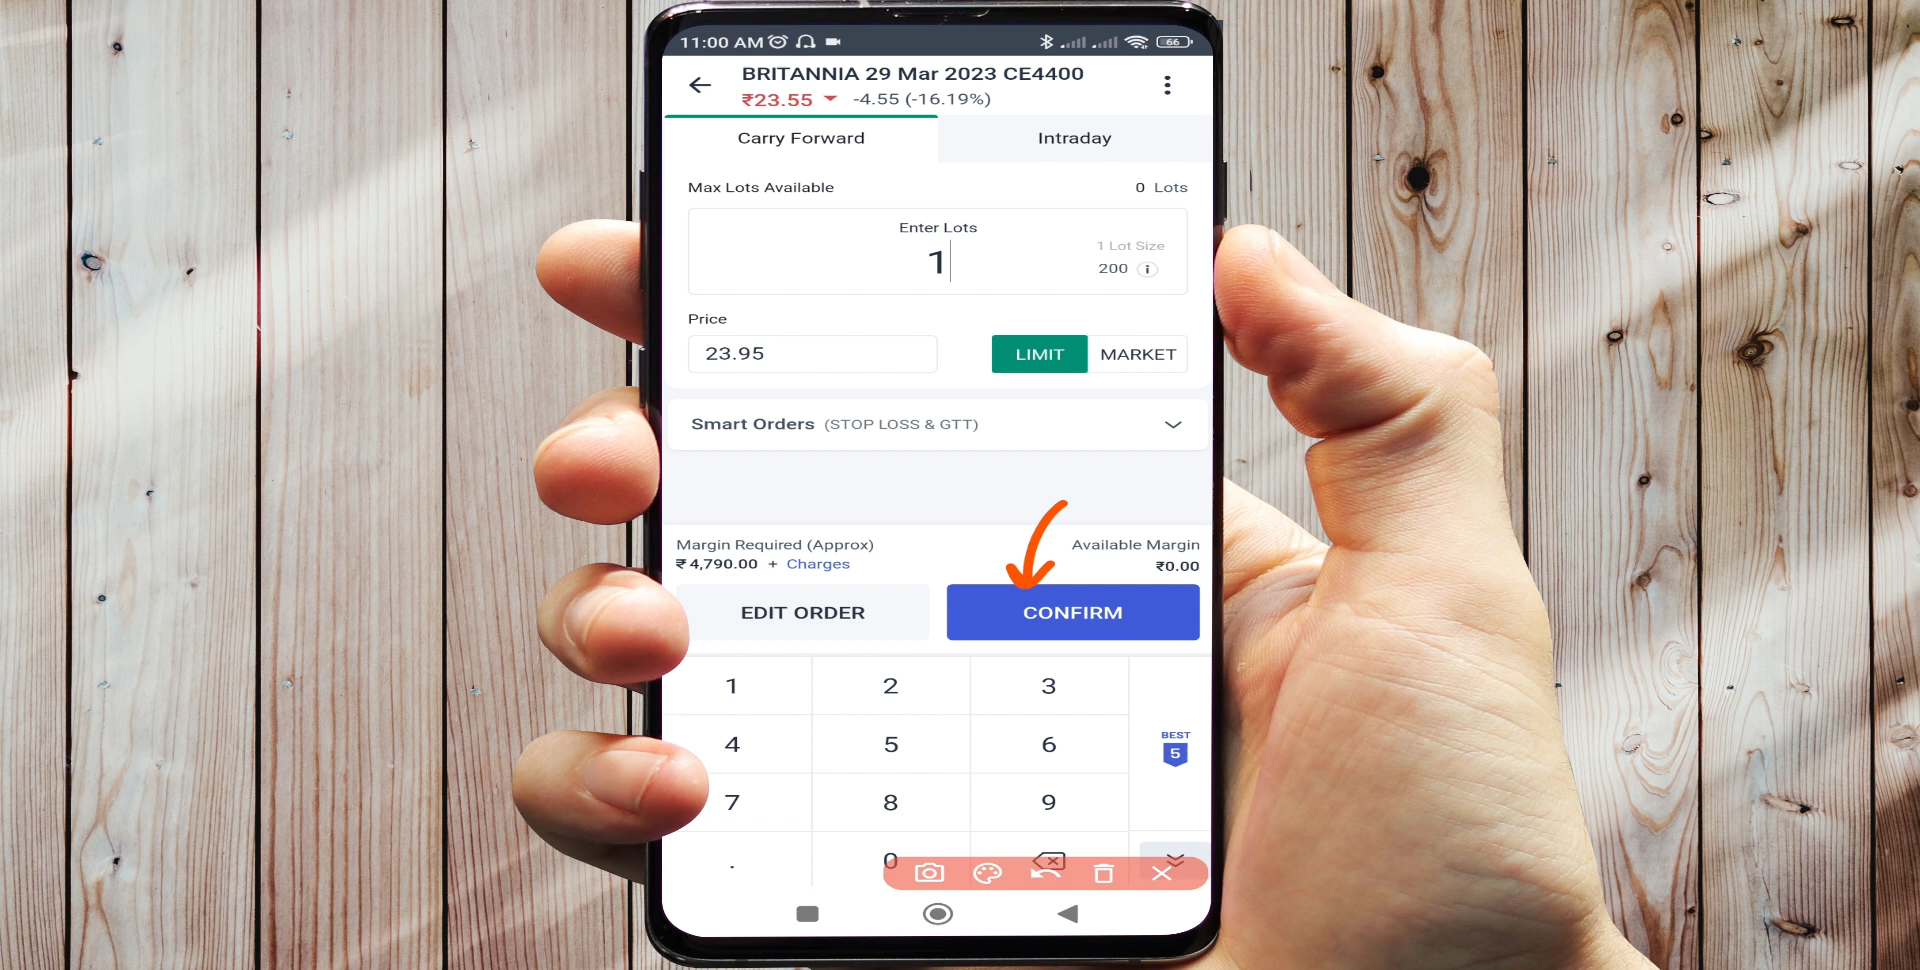 11:00 AM
66
BRITANNIA 29 Mar 2023 CE4400
₹23.55 -4.55 (-16.19%)
Carry Forward Intraday
Max Lots Available 0 Lots
Enter Lots
1
1 Lot Size
200
Price
23.95 LIMIT MARKET
Smart Orders (STOP LOSS & GTT)
Margin Required (Approx) Available Margin
₹4,790.00 + Charges ₹0.00
EDIT ORDER CONFIRM
1 2 3
4 5 6
BEST
5
7 8 9
. 0